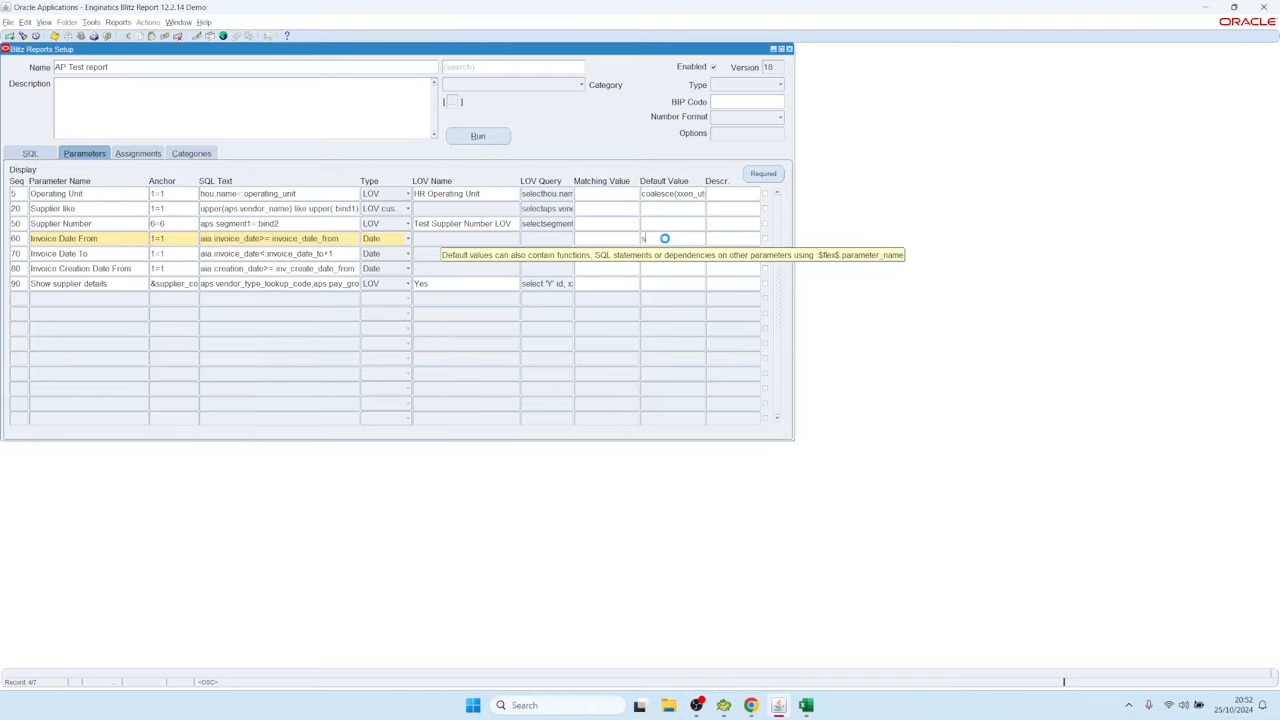 Oracle Applications - Enginatics Blitz Report 12.2.14 Demo
File Edit View Folder Tools Reports Actions Window Help
ORACLE
Blitz Reports Setup
Name AP Test report (search) Enabled Version 18
Description Category Type
[ ... ] BIP Code
Number Format
Run Options
SQL Parameters Assignments Categories
Display Required
Seq Parameter Name Anchor SQL Text Type LOV Name LOV Query Matching Value Default Value Descr.
5 Operating Unit 1=1 hou.name=:operating_unit LOV HR Operating Unit selecthou.nam coalesce(xxen_ut
20 Supplier like 1=1 upper(aps.vendor_name) like upper(:bind1) LOV cus... selectaps.vend
50 Supplier Number 6=6 aps.segment1=:bind2 LOV Test Supplier Number LOV selectsegment
60 Invoice Date From 1=1 aia.invoice_date>=:invoice_date_from Date s
70 Invoice Date To 1=1 aia.invoice_date<:invoice_date_to+1 Date Default values can also contain functions, SQL statements or dependencies on other parameters using :$flex$.parameter_name
80 Invoice Creation Date From 1=1 aia.creation_date>=:inv_create_date_from Date
90 Show supplier details &supplier_co aps.vendor_type_lookup_code,aps.pay_gro LOV Yes select 'Y' id, x
Record: 4/7 ... <OSC>
Search
20:52
25/10/2024